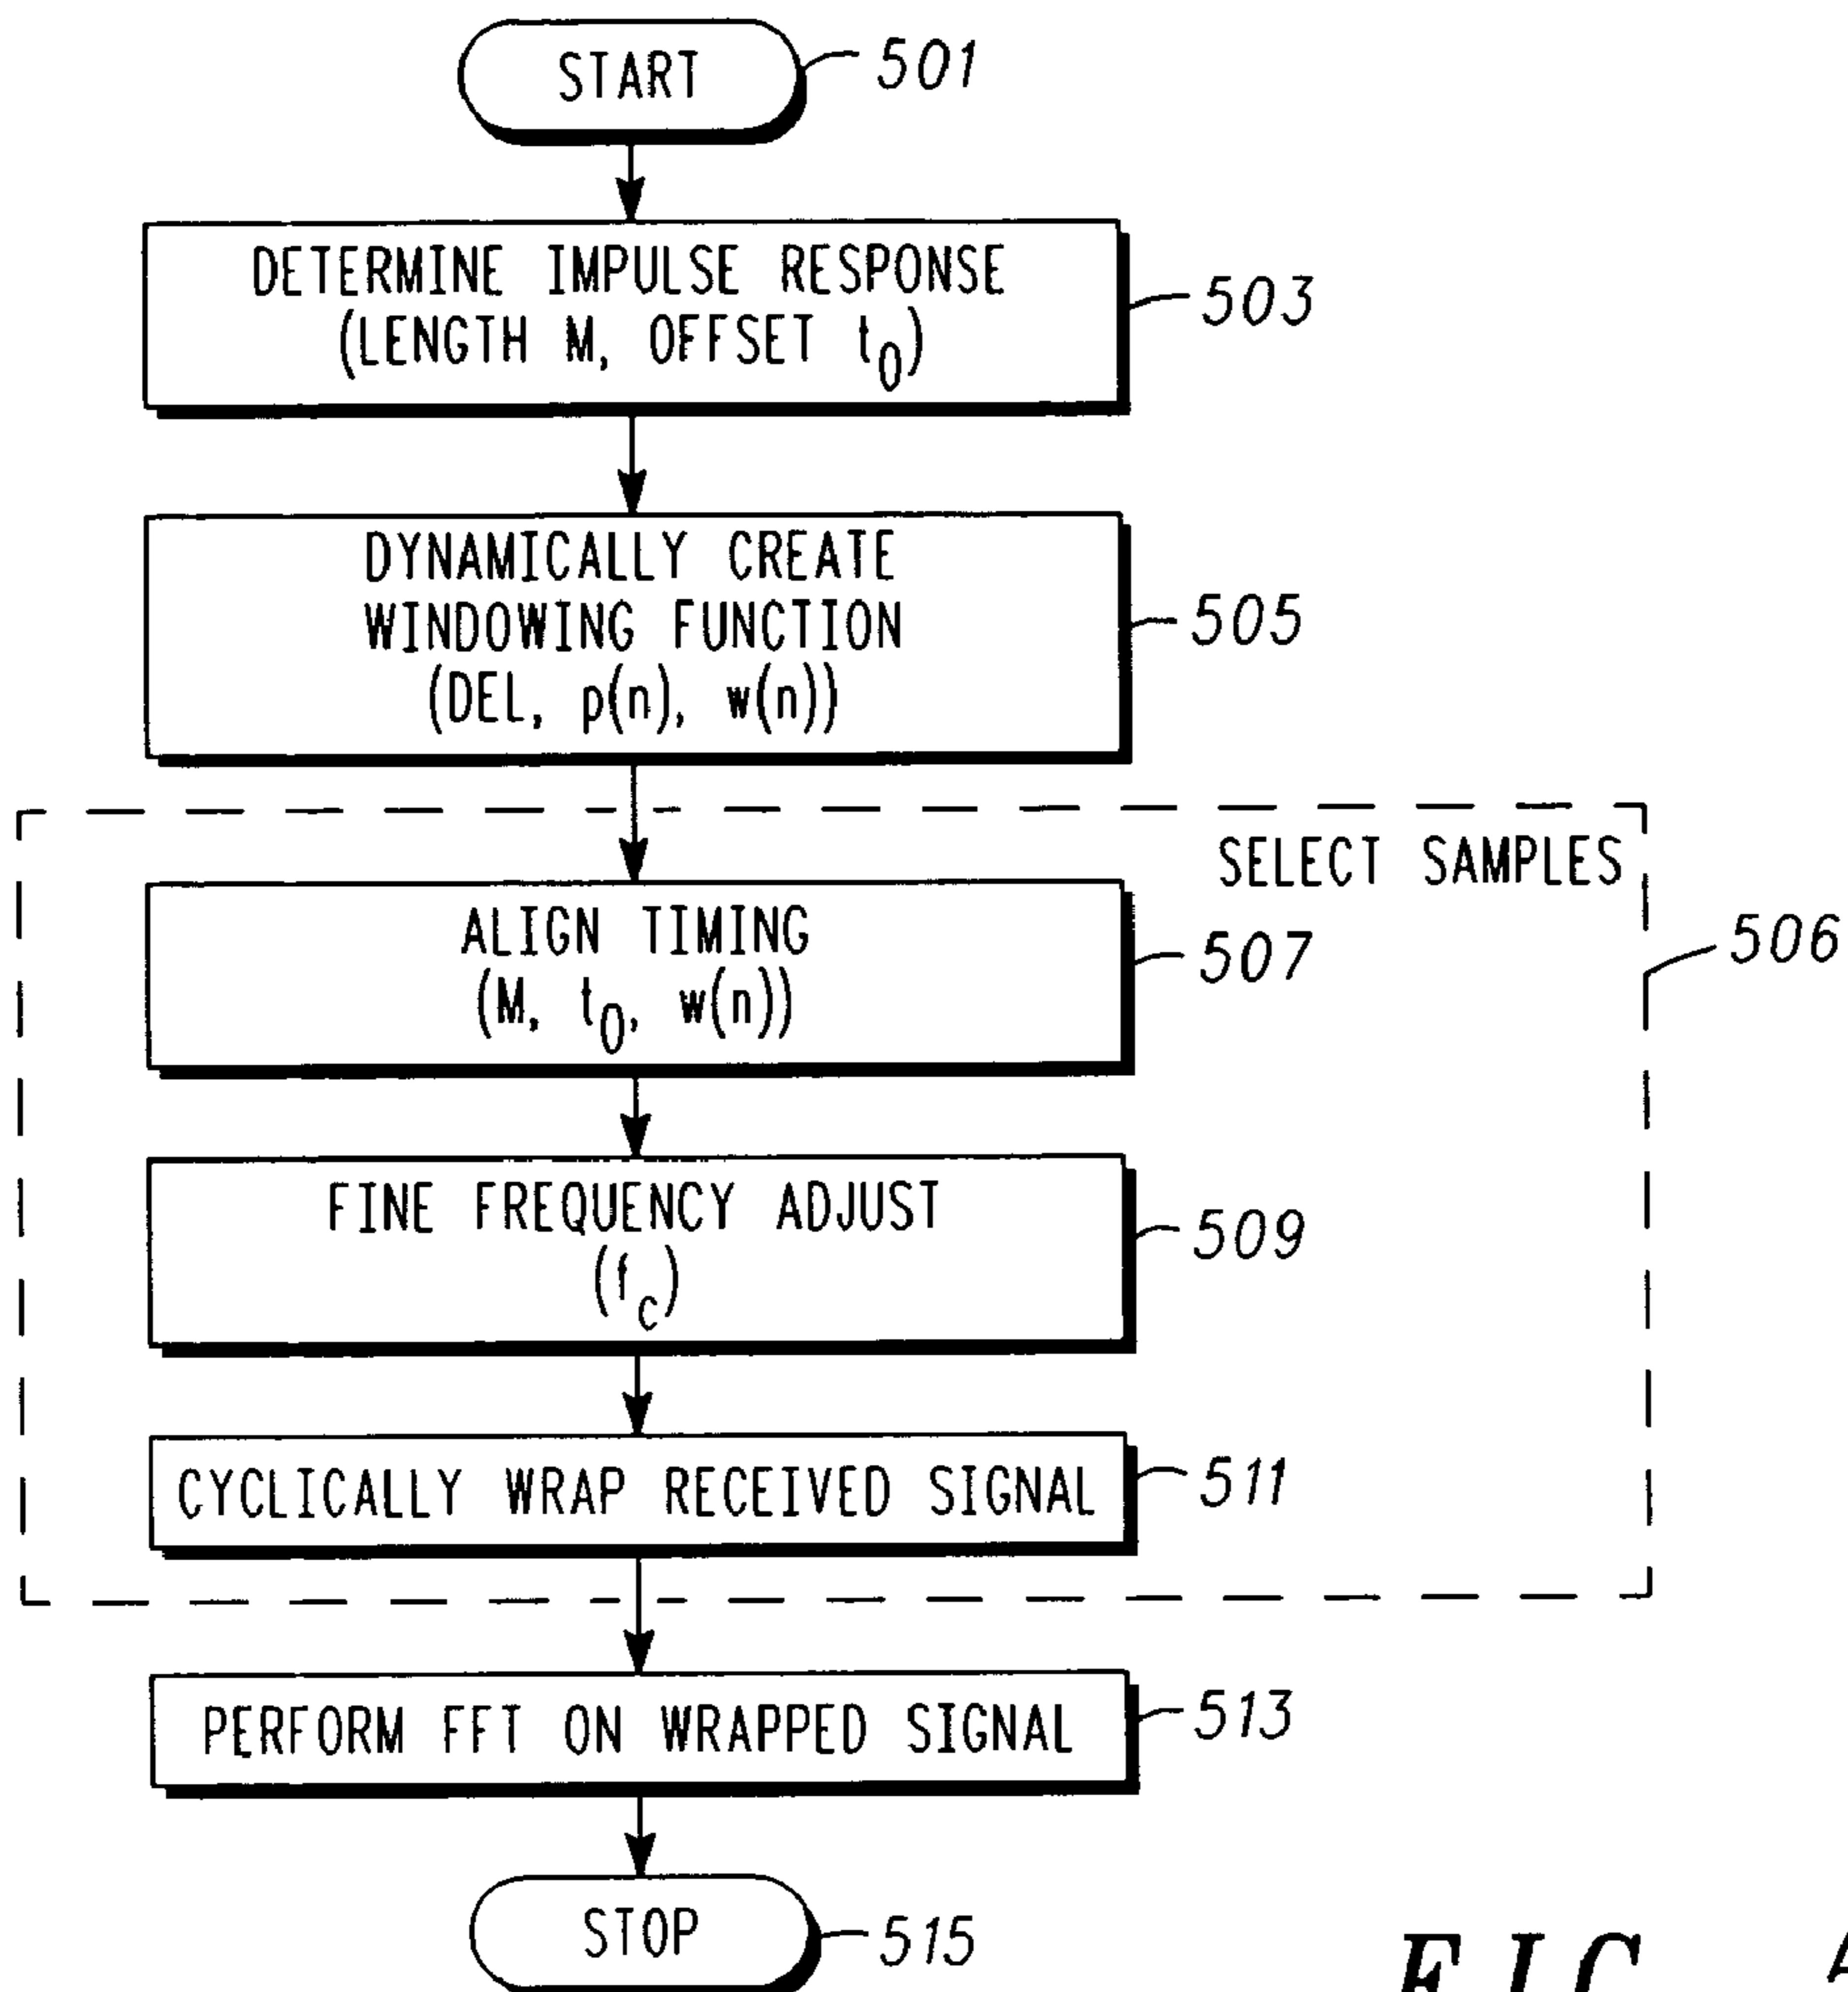 START 501
DETERMINE IMPULSE RESPONSE
(LENGTH M, OFFSET t₀) 503
DYNAMICALLY CREATE
WINDOWING FUNCTION 505
(DEL, p(n), w(n))
SELECT SAMPLES
506
ALIGN TIMING
(M, t₀, w(n)) 507
FINE FREQUENCY ADJUST
(f_c) 509
CYCLICALLY WRAP RECEIVED SIGNAL 511
PERFORM FFT ON WRAPPED SIGNAL 513
STOP 515
FIG